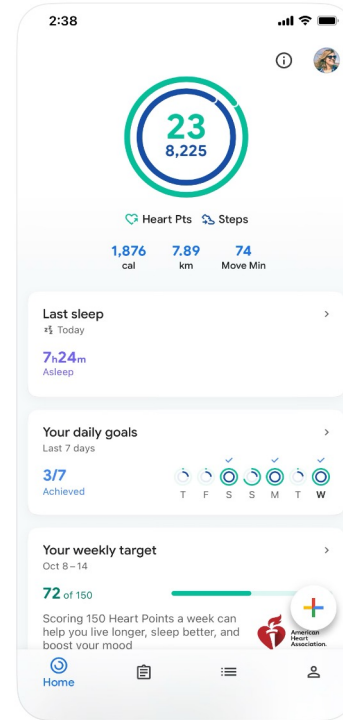 2:38
23
8,225
Heart Pts Steps
1,876 7.89 74
cal km Move Min
Last sleep
Today
7h24m
Asleep
Your daily goals
Last 7 days
3/7
Achieved
T F S S M T W
Your weekly target
Oct 8 – 14
72 of 150
Scoring 150 Heart Points a week can
help you live longer, sleep better, and
boost your mood
American
Heart
Association.
Home